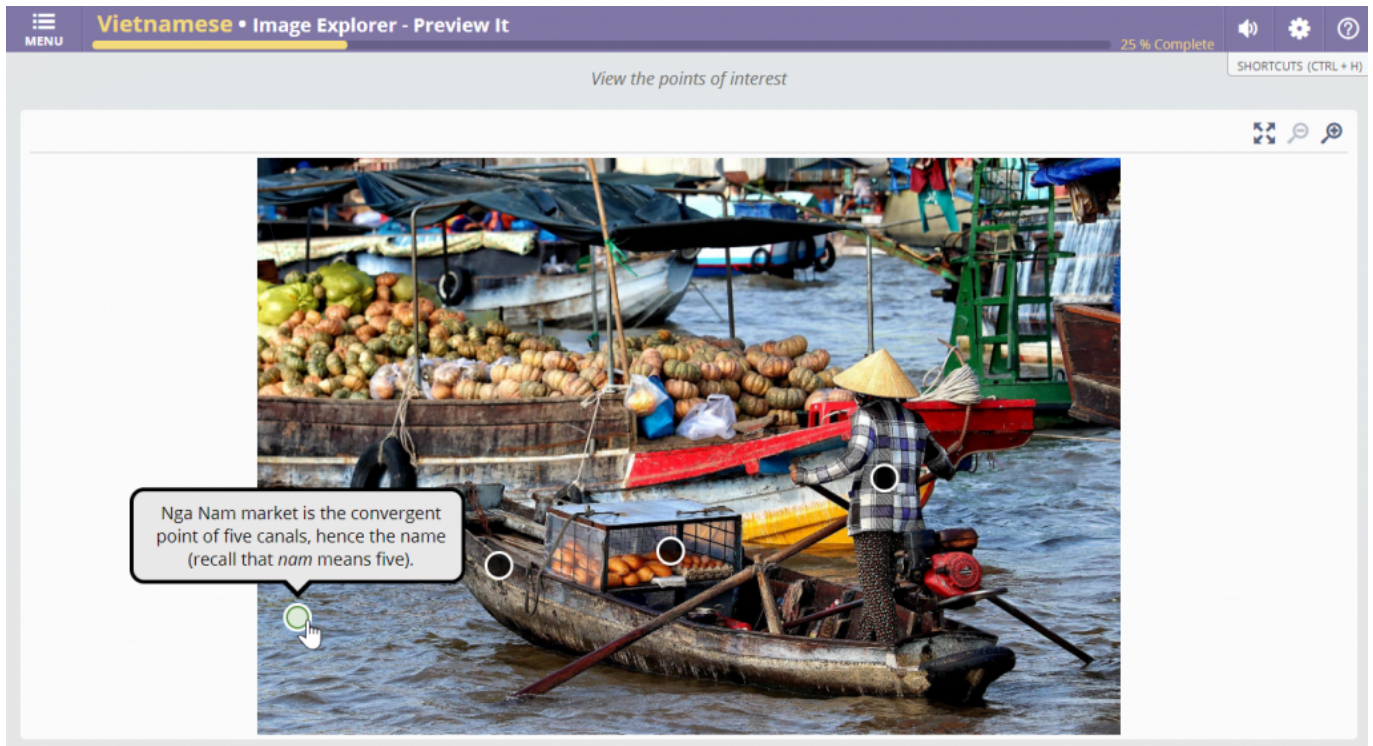 Vietnamese • Image Explorer - Preview It
MENU
25 % Complete
SHORTCUTS (CTRL + H)
View the points of interest
Nga Nam market is the convergent
point of five canals, hence the name
(recall that nam means five).